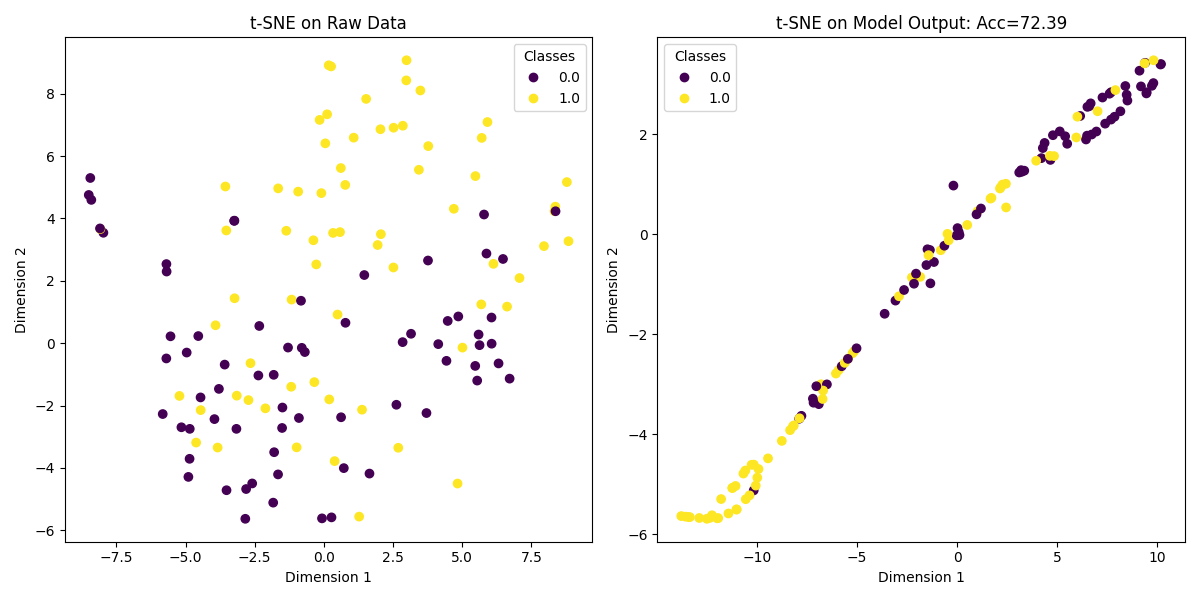 t-SNE on Raw Data
Classes
0.0
1.0
8
6
4
2
0
−2
−4
−6
Dimension 2
−7.5 −5.0 −2.5 0.0 2.5 5.0 7.5
Dimension 1
t-SNE on Model Output: Acc=72.39
Classes
0.0
1.0
2
0
−2
−4
−6
Dimension 2
−10 −5 0 5 10
Dimension 1